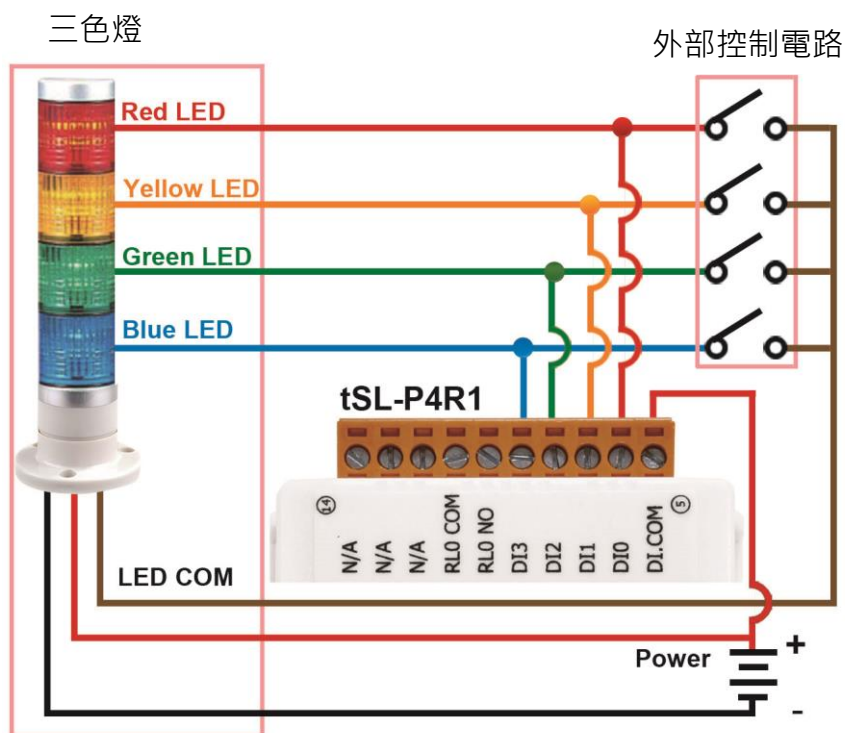 三色燈
外部控制電路
Red LED
Yellow LED
Green LED
Blue LED
tSL-P4R1
14
N/A
N/A
N/A
RL0 COM
RL0 NO
DI3
DI2
DI1
DI0
DI.COM
5
LED COM
Power
+
-